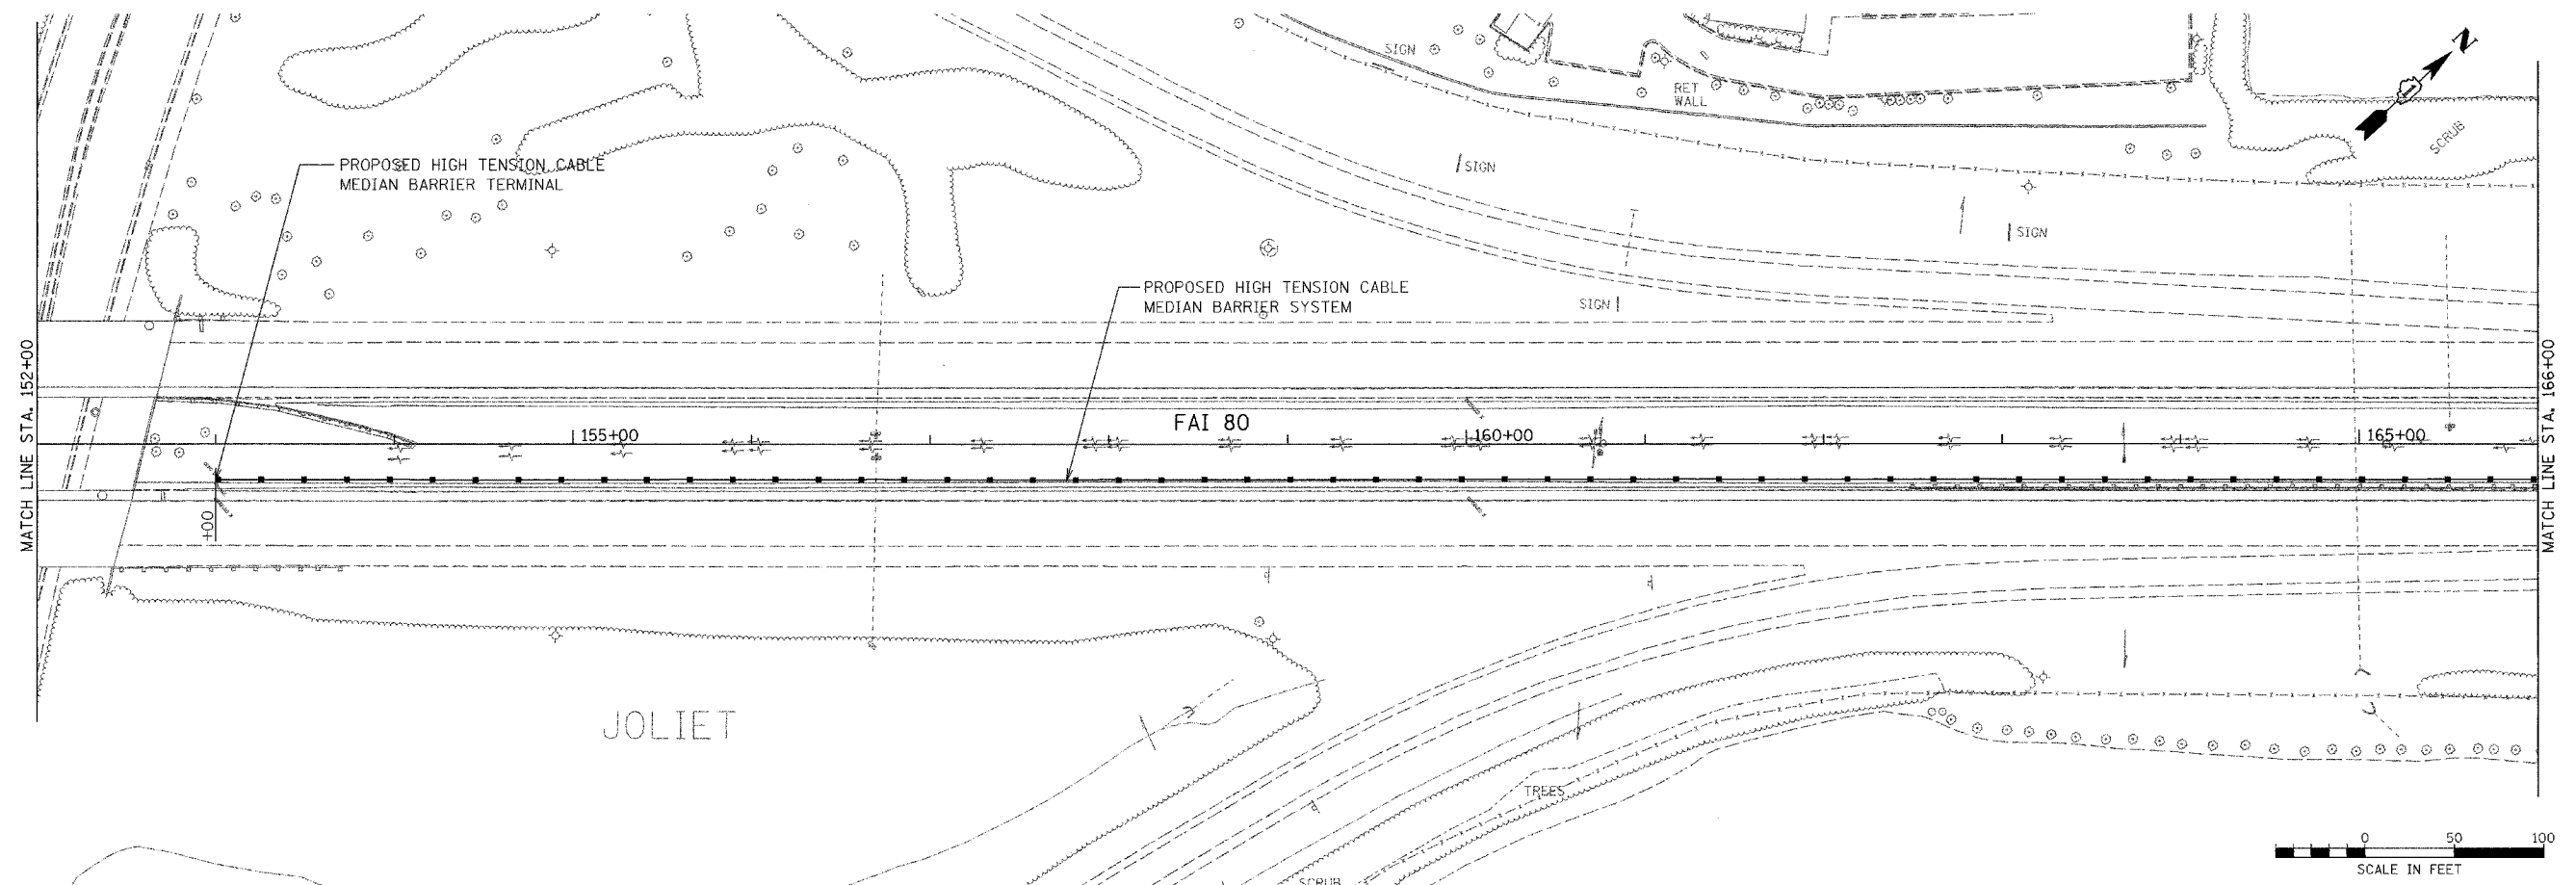 SIGN
N
RET
WALL
SCRUB
PROPOSED HIGH TENSION CABLE
MEDIAN BARRIER TERMINAL
SIGN
SIGN
PROPOSED HIGH TENSION CABLE
MEDIAN BARRIER SYSTEM
SIGN
MATCH LINE STA. 152+00
MATCH LINE STA. 166+00
FAI 80
155+00
160+00
165+00
+00
JOLIET
TREES
SCRUB
0 50 100
SCALE IN FEET